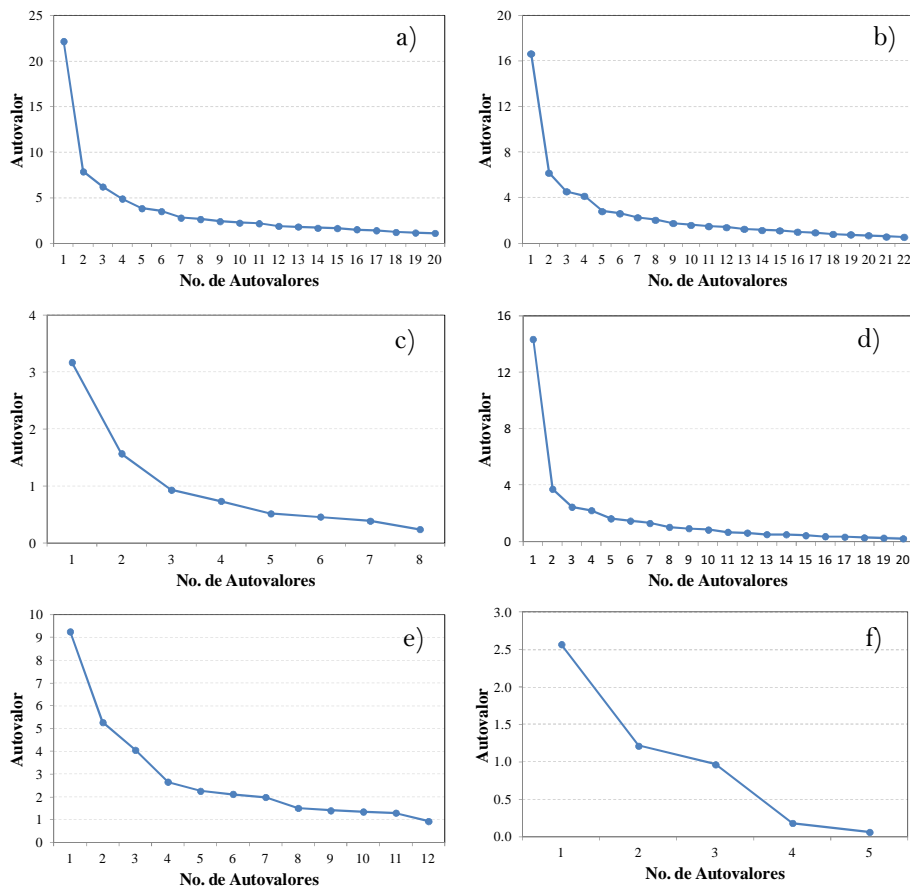 a)
25
20
15
10
5
0
Autovalor
1 2 3 4 5 6 7 8 9 10 11 12 13 14 15 16 17 18 19 20
No. de Autovalores
b)
20
16
12
8
4
0
Autovalor
1 2 3 4 5 6 7 8 9 10 11 12 13 14 15 16 17 18 19 20 21 22
No. de Autovalores
c)
4
3
2
1
0
Autovalor
1 2 3 4 5 6 7 8
No. de Autovalores
d)
16
12
8
4
0
Autovalor
1 2 3 4 5 6 7 8 9 10 11 12 13 14 15 16 17 18 19 20
No. de Autovalores
e)
10
9
8
7
6
5
4
3
2
1
0
Autovalor
1 2 3 4 5 6 7 8 9 10 11 12
No. de Autovalores
f)
3.0
2.5
2.0
1.5
1.0
0.5
0.0
Autovalor
1 2 3 4 5
No. de Autovalores